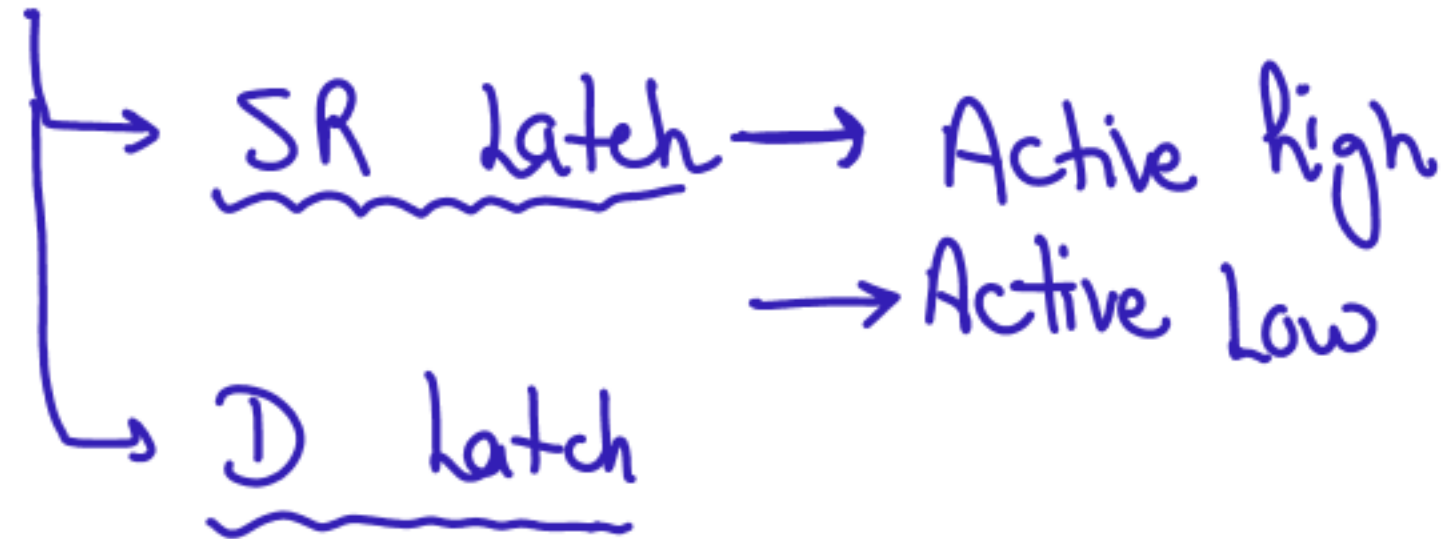 SR Latch → Active high
→ Active Low
D Latch